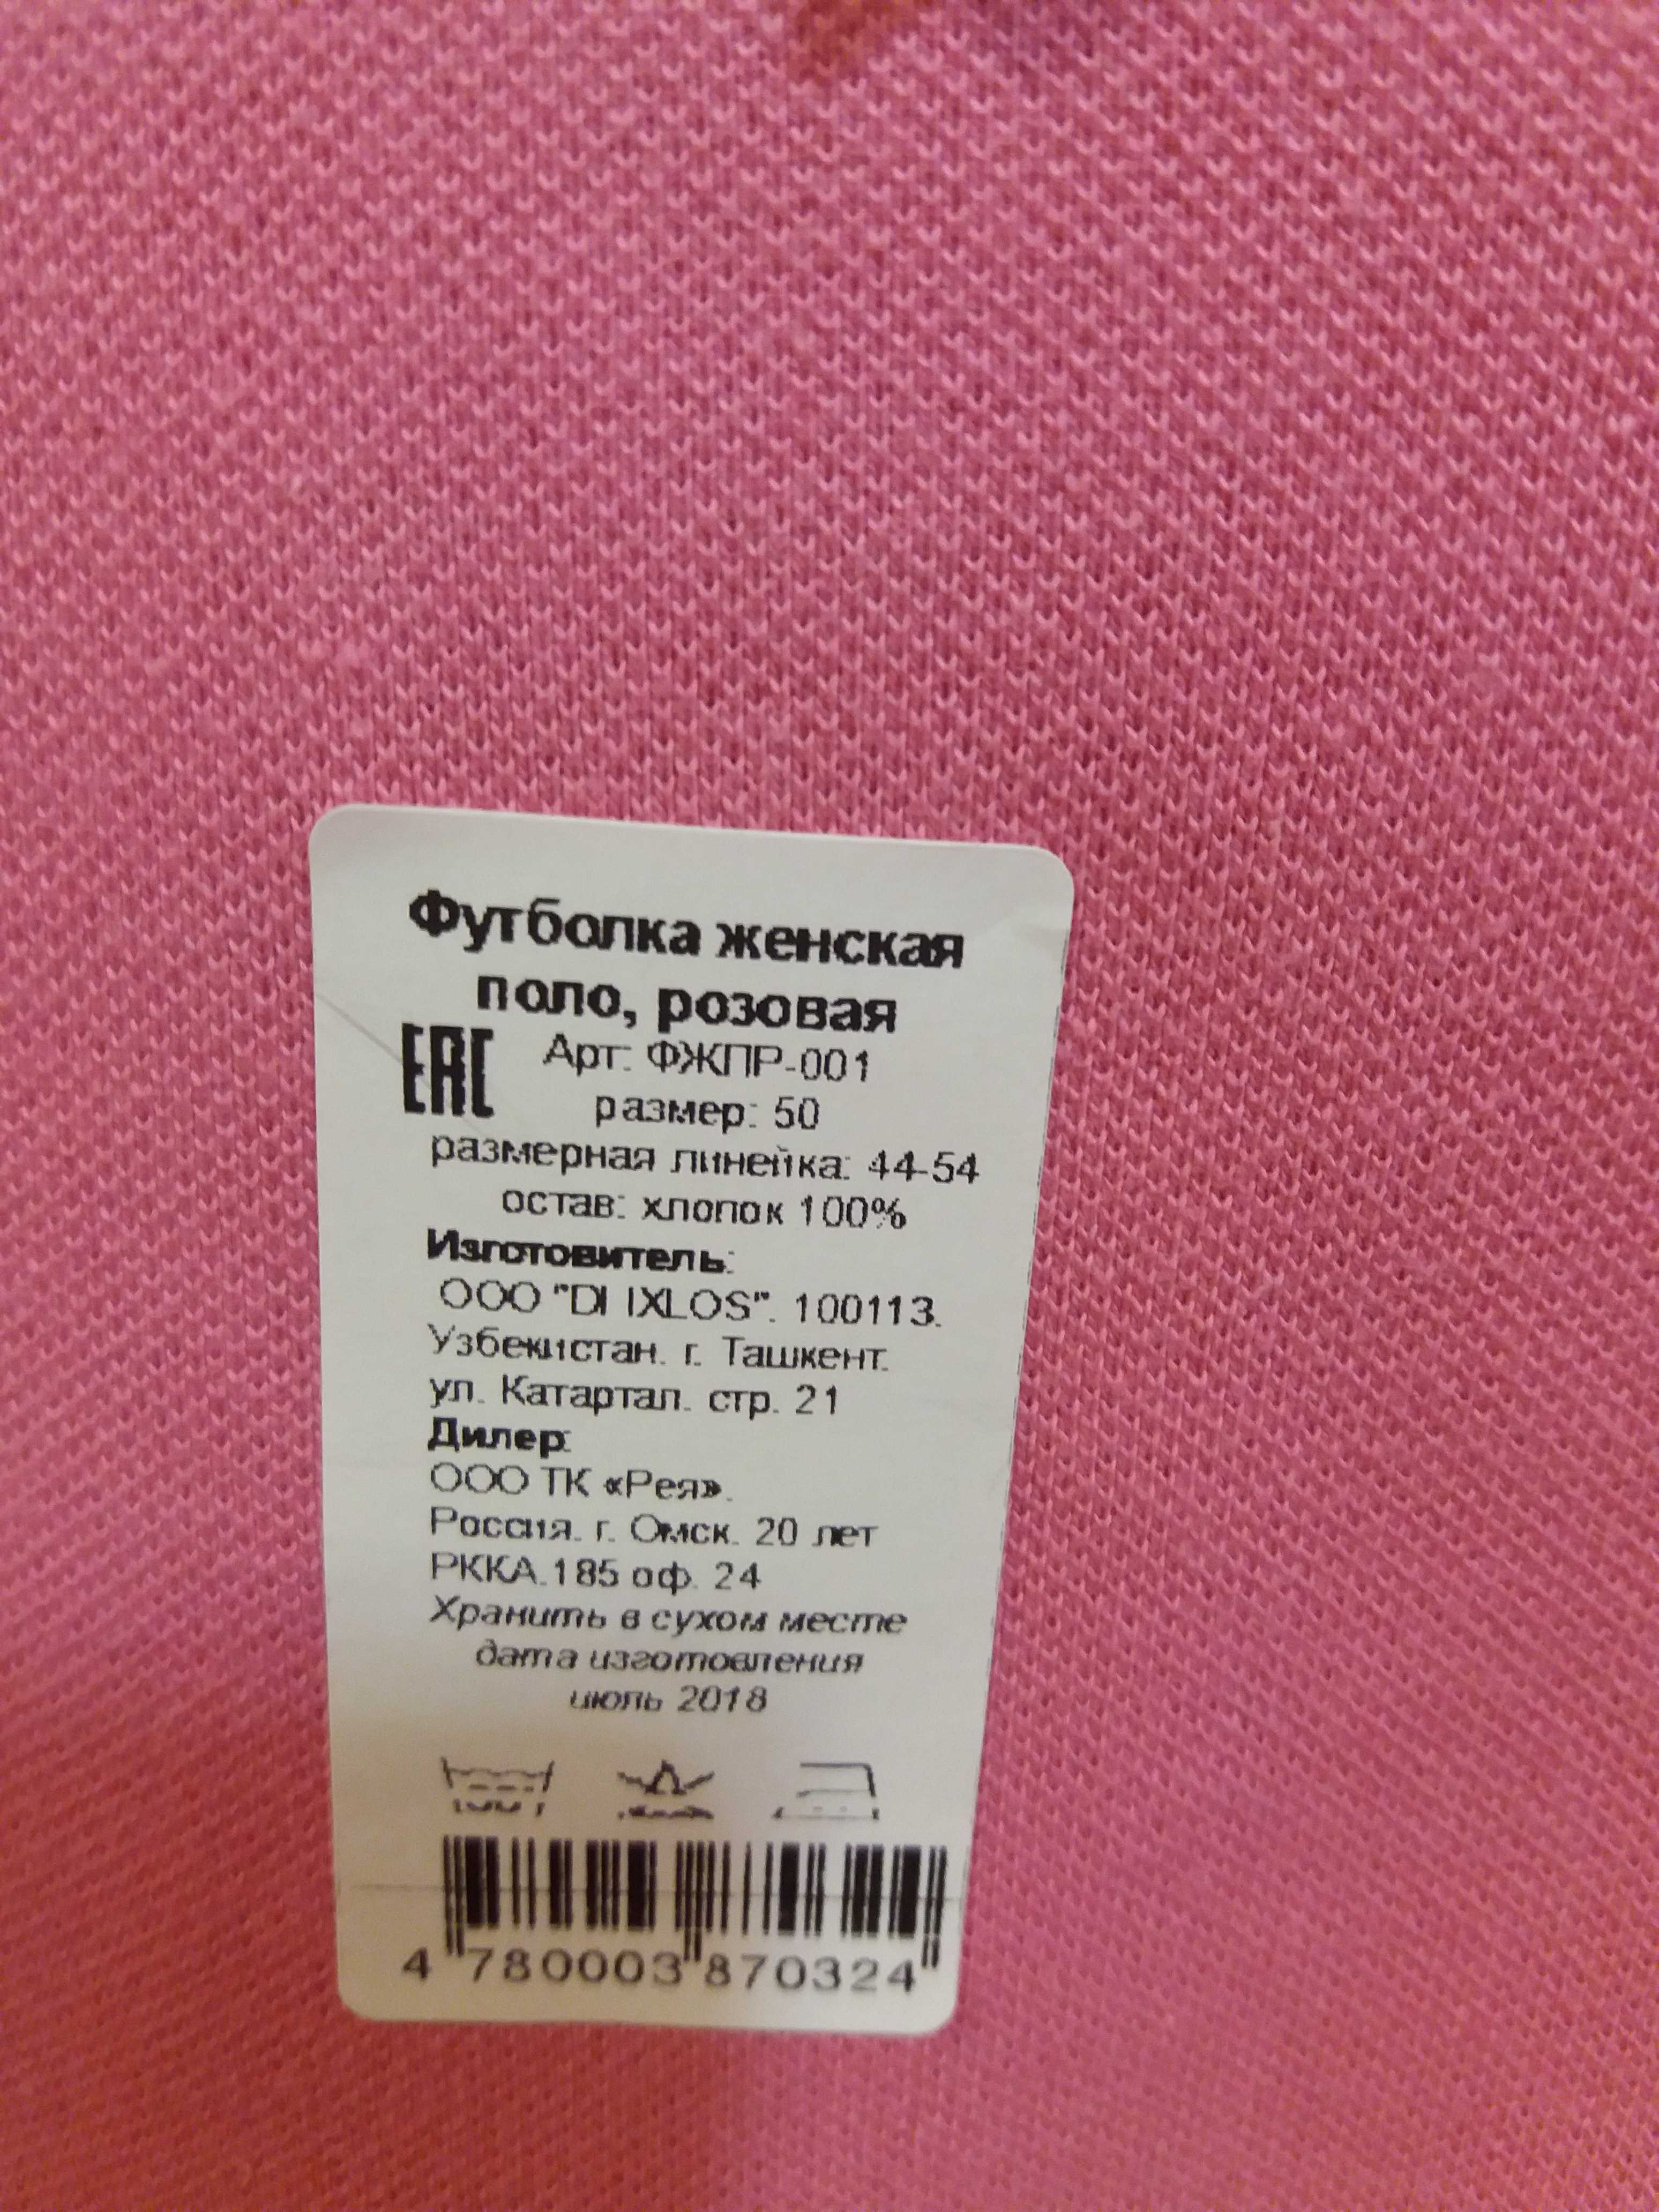 Футболка женская
поло, розовая
ЕАС Арт: ФЖПР-001
размер: 50
размерная линейка: 44-54
остав: хлопок 100%
Изготовитель:
ООО "DI IXLOS". 100113.
Узбекистан. г. Ташкент.
ул. Катартал. стр. 21
Дилер:
ООО ТК «Рея».
Россия. г. Омск. 20 лет
РККА.185 оф. 24
Хранить в сухом месте
дата изготовления
июль 2018
4 780003 870324